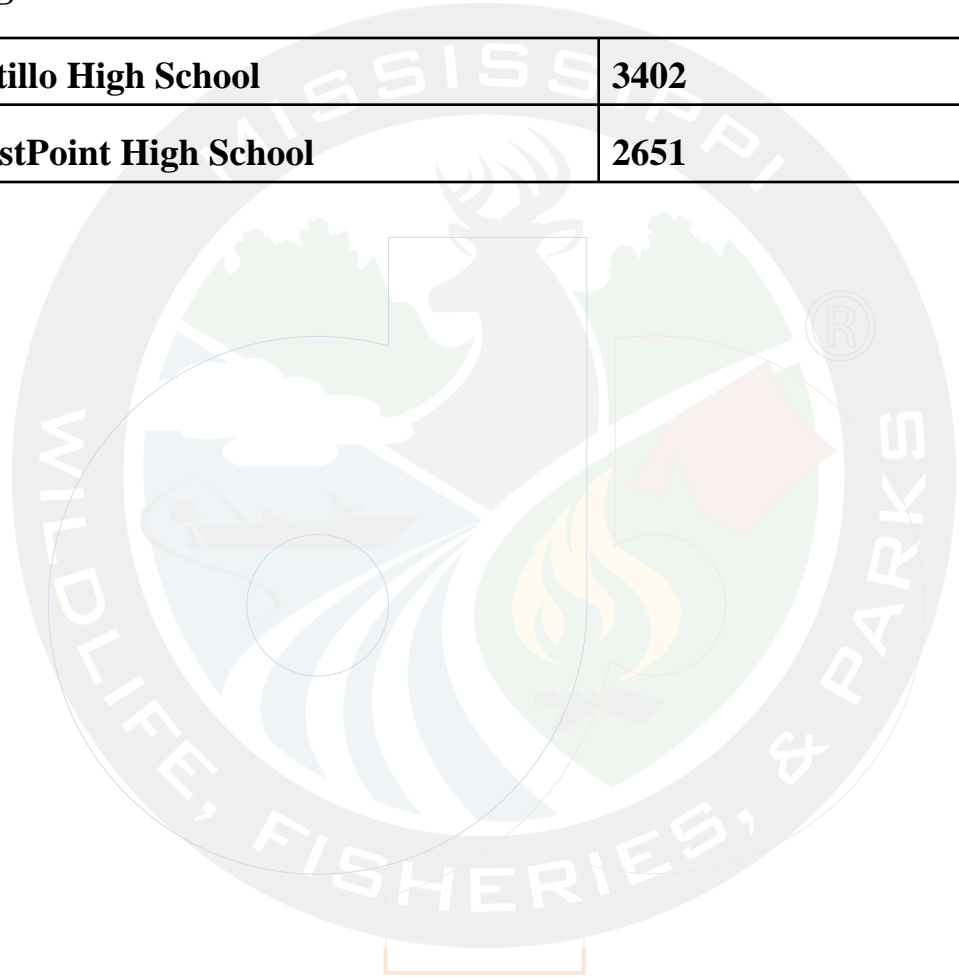 tillo High School 3402
stPoint High School 2651
MISSISSIPPI
®
WILDLIFE, FISHERIES, & PARKS